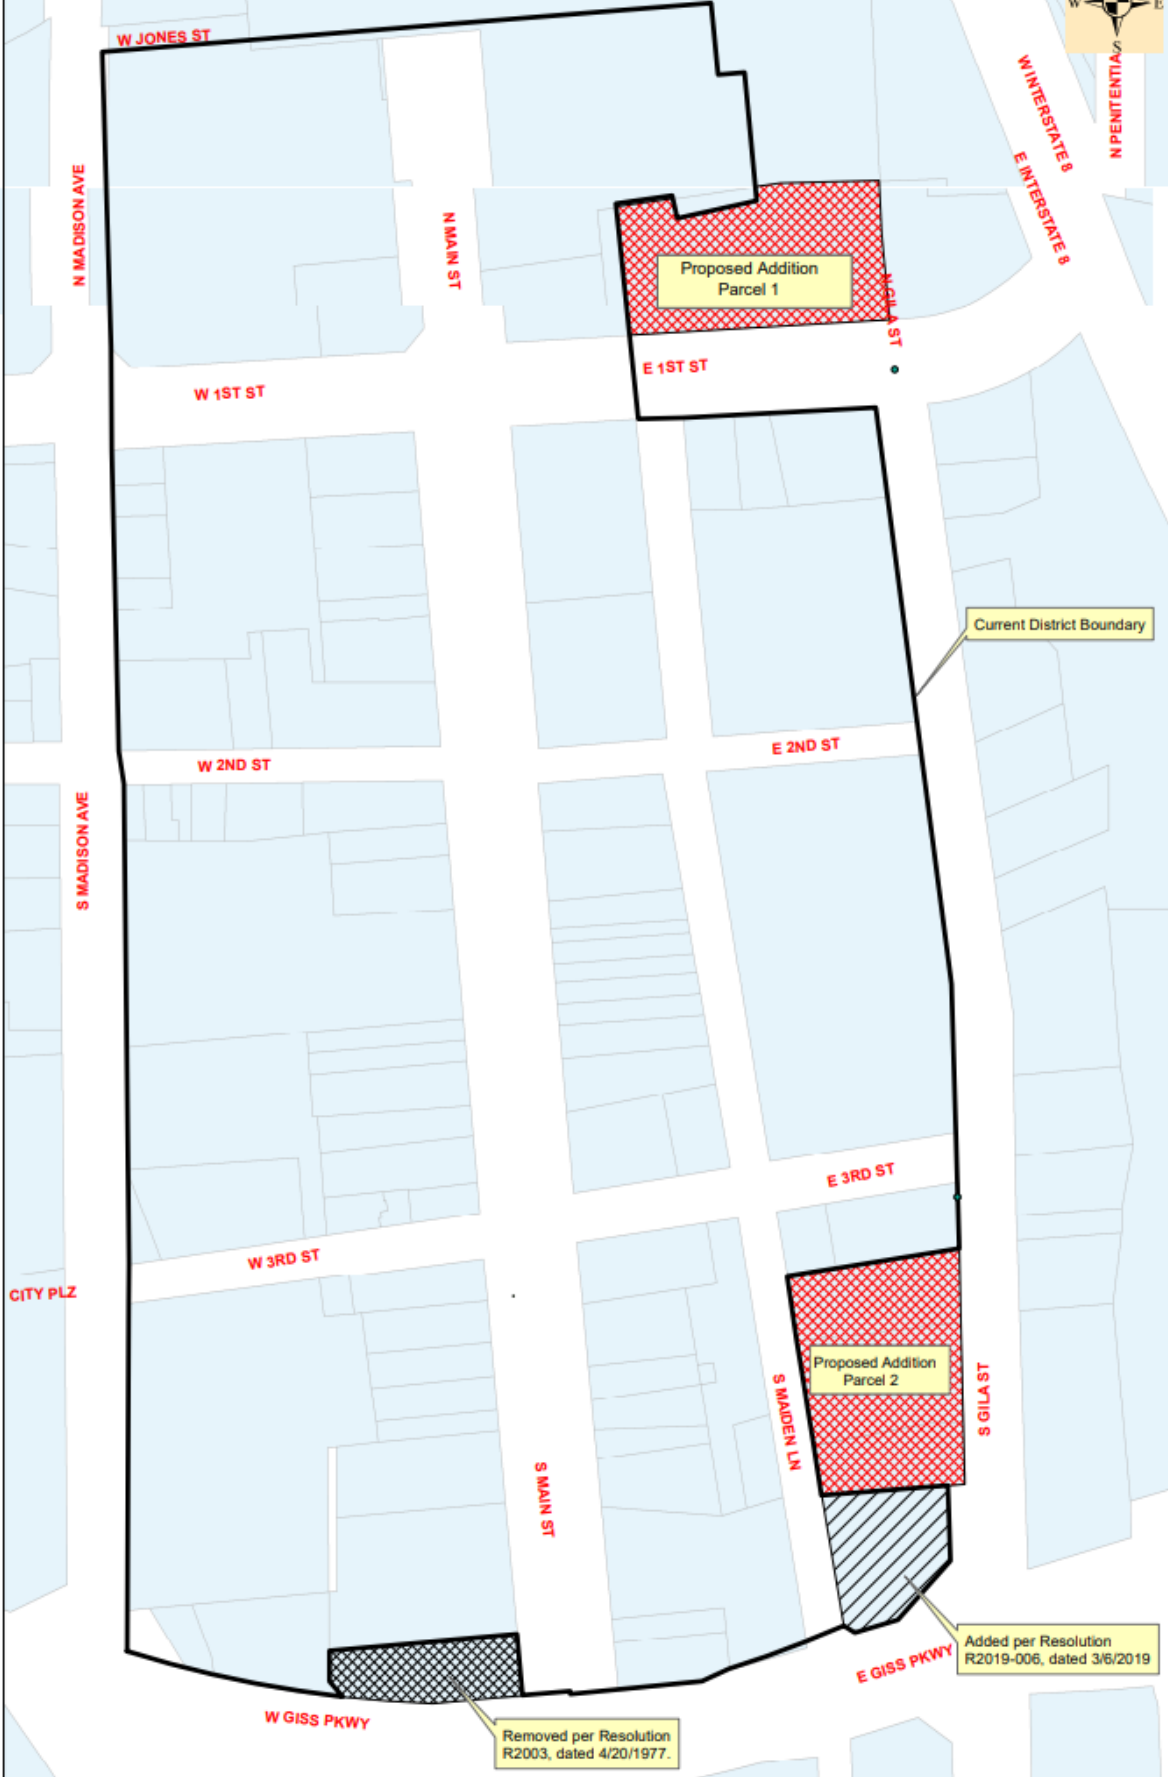 W
E
S
W JONES ST
W INTERSTATE 8
N PENITENTIA
E INTERSTATE 8
N MADISON AVE
N MAIN ST
Proposed Addition
Parcel 1
N GILA ST
E 1ST ST
W 1ST ST
Current District Boundary
E 2ND ST
W 2ND ST
S MADISON AVE
E 3RD ST
W 3RD ST
CITY PLZ
Proposed Addition
Parcel 2
S MAIDEN LN
S GILA ST
S MAIN ST
Added per Resolution
R2019-006, dated 3/6/2019
E GISS PKWY
W GISS PKWY
Removed per Resolution
R2003, dated 4/20/1977.